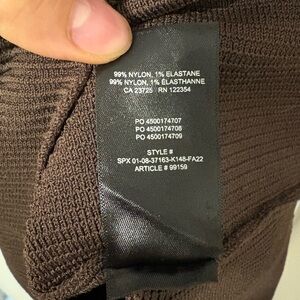 99% NYLON, 1% ELASTANE
99% NYLON, 1% ÉLASTHANNE
CA 23725 | RN 122354
PO 4500174707
PO 4500174708
PO 4500174709
STYLE #
SPX 01-08-37163-K148-FA22
ARTICLE # 99159